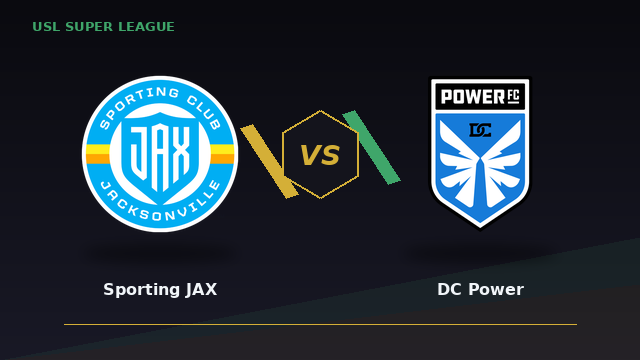 USL SUPER LEAGUE
SPORTING CLUB
JAX
JACKSONVILLE
VS
POWER FC
DC
Sporting JAX
DC Power